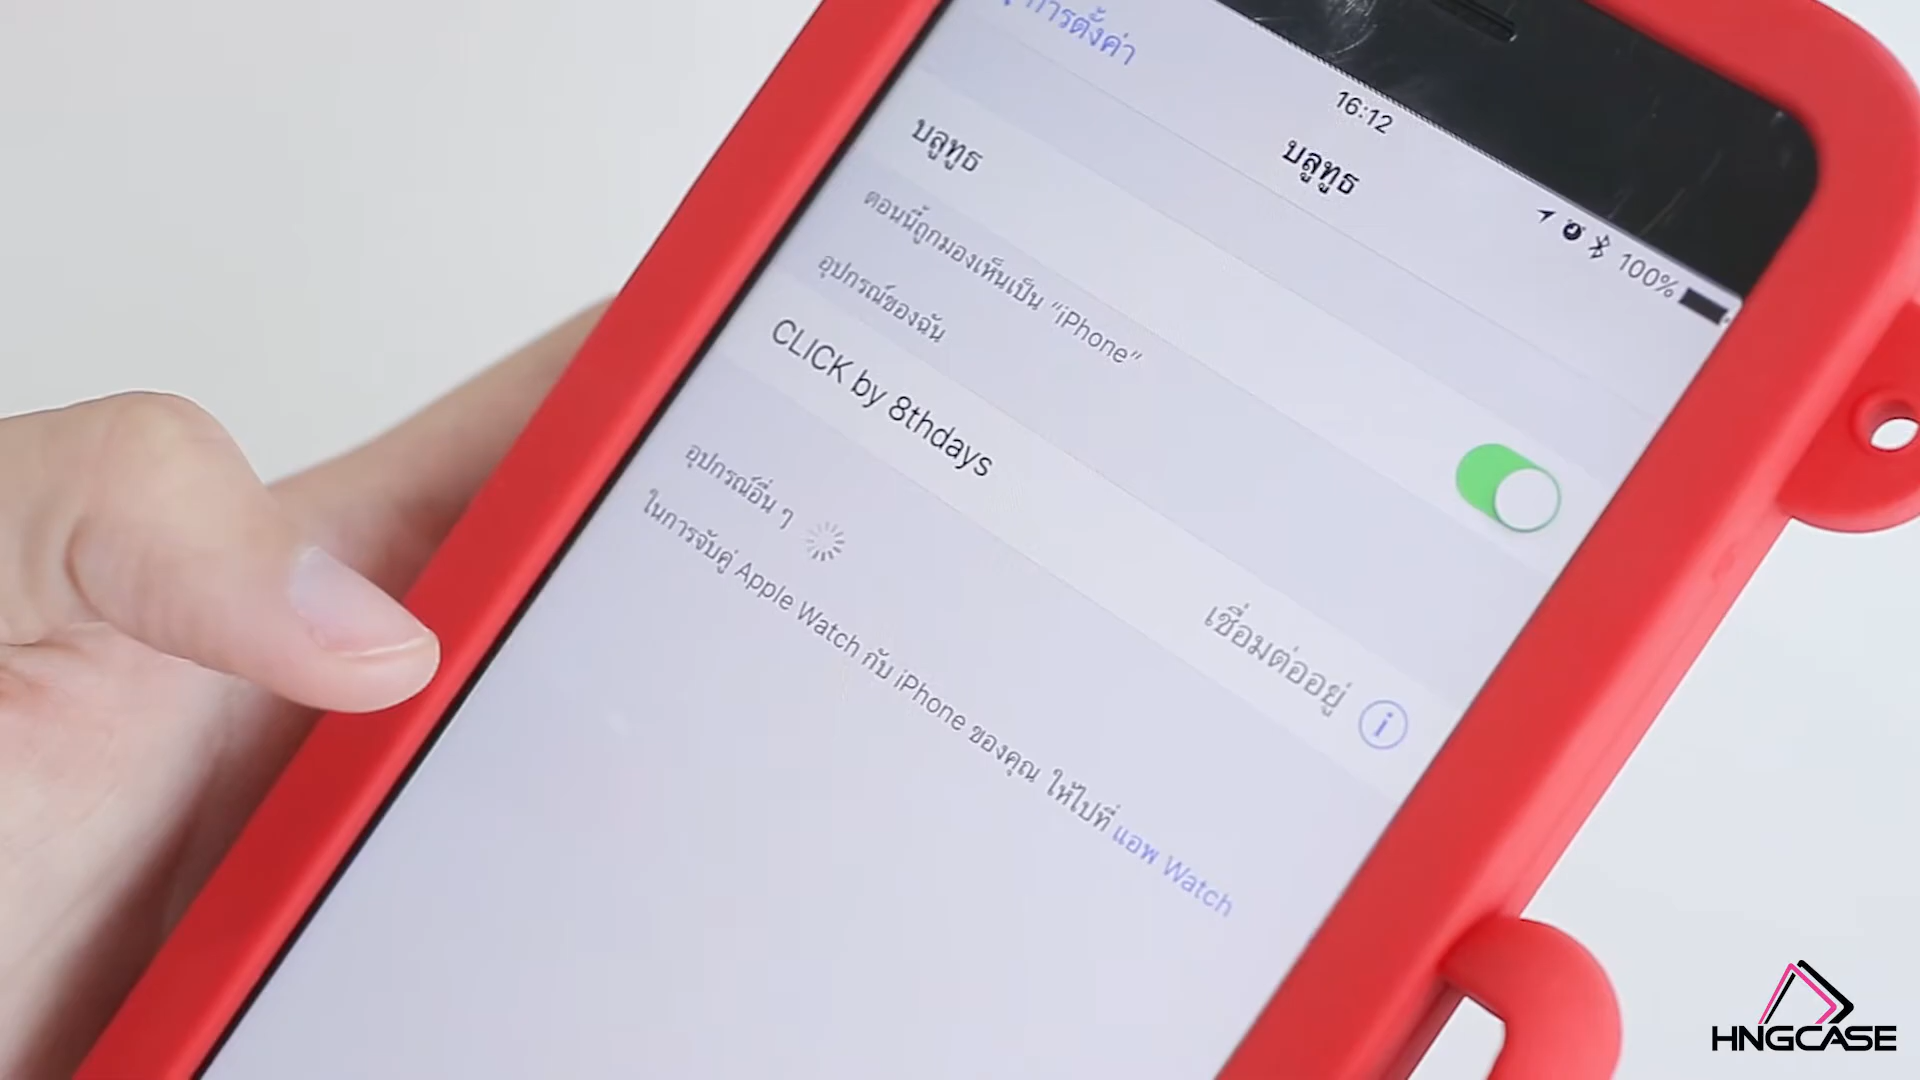 การตั้งค่า
16:12
บลูทูธ
100%
บลูทูธ
ตอนนี้ถูกมองเห็นเป็น “iPhone”
อุปกรณ์ของฉัน
CLICK by 8thdays
เชื่อมต่ออยู่
อุปกรณ์อื่น ๆ
ในการจับคู่ Apple Watch กับ iPhone ของคุณ ให้ไปที่ แอพ Watch
HNGCASE